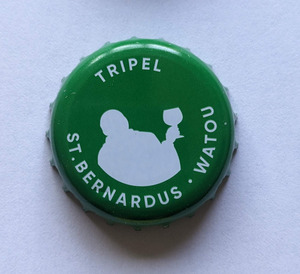 TRIPEL
ST. BERNARDUS · WATOU